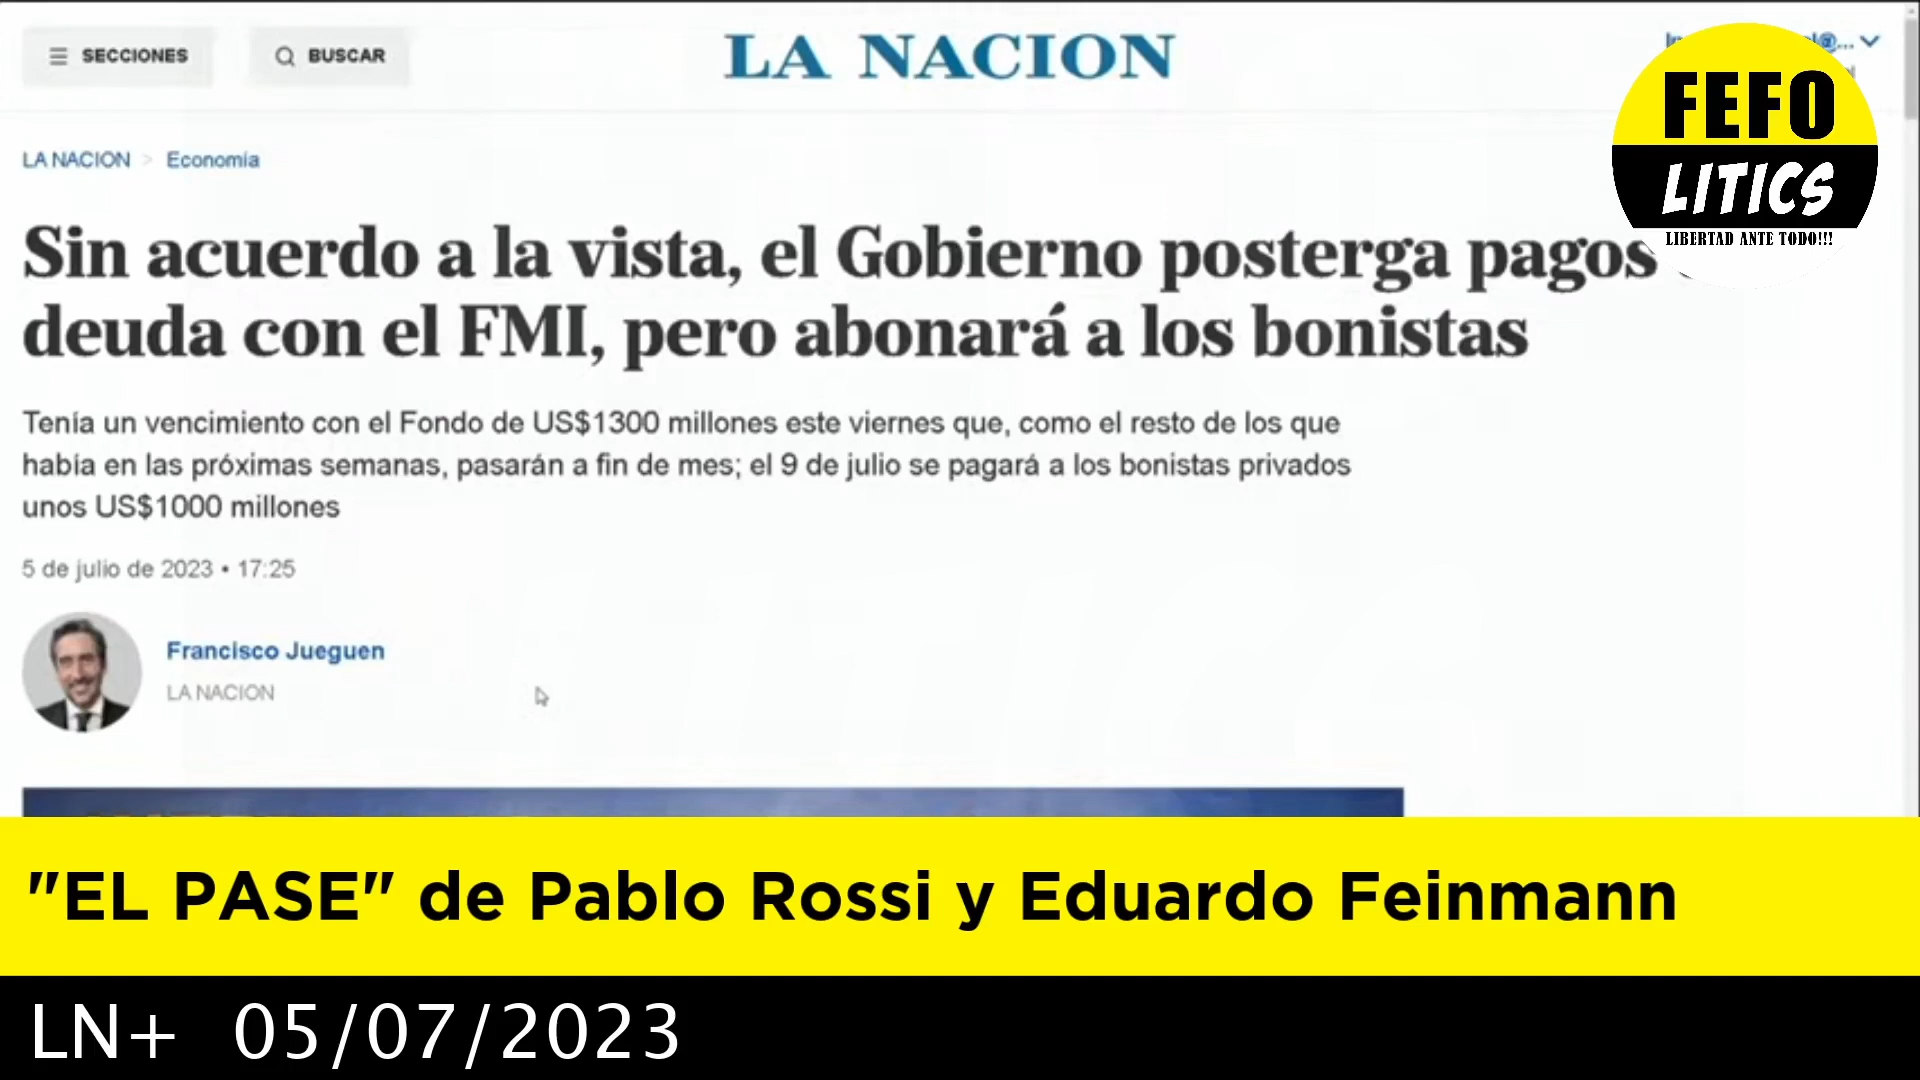 SECCIONES
BUSCAR
LA NACION
FEFO
LITICS
LIBERTAD ANTE TODO!!!
LA NACION > Economía
Sin acuerdo a la vista, el Gobierno posterga pagos
deuda con el FMI, pero abonará a los bonistas
Tenía un vencimiento con el Fondo de US$1300 millones este viernes que, como el resto de los que
había en las próximas semanas, pasarán a fin de mes; el 9 de julio se pagará a los bonistas privados
unos US$1000 millones
5 de julio de 2023 • 17:25
Francisco Jueguen
LA NACION
"EL PASE" de Pablo Rossi y Eduardo Feinmann
LN+ 05/07/2023